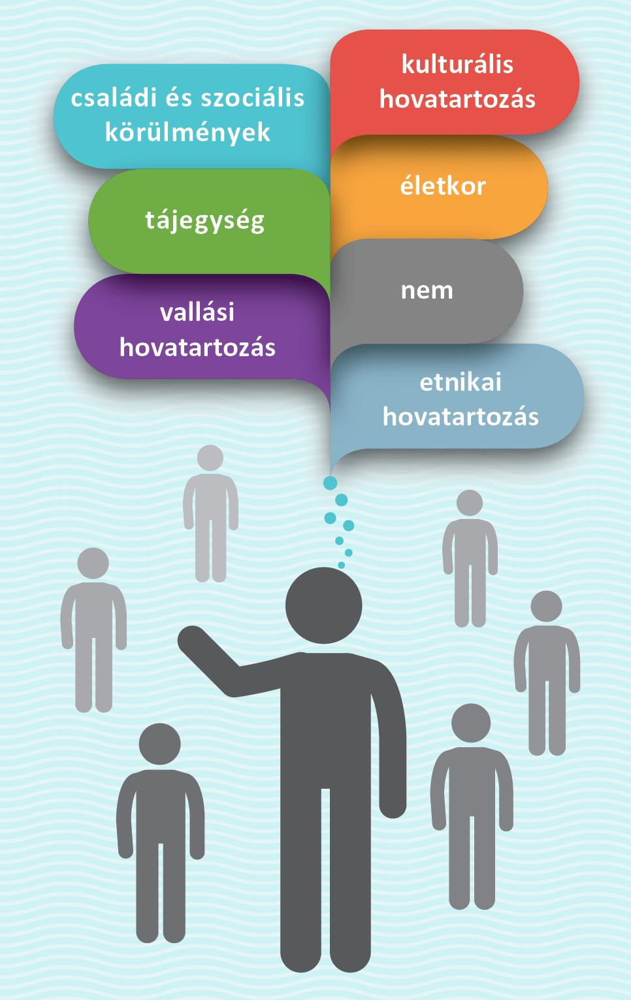 kulturális
hovatartozás
családi és szociális
körülmények
életkor
tájegység
nem
vallási
hovatartozás
etnikai
hovatartozás